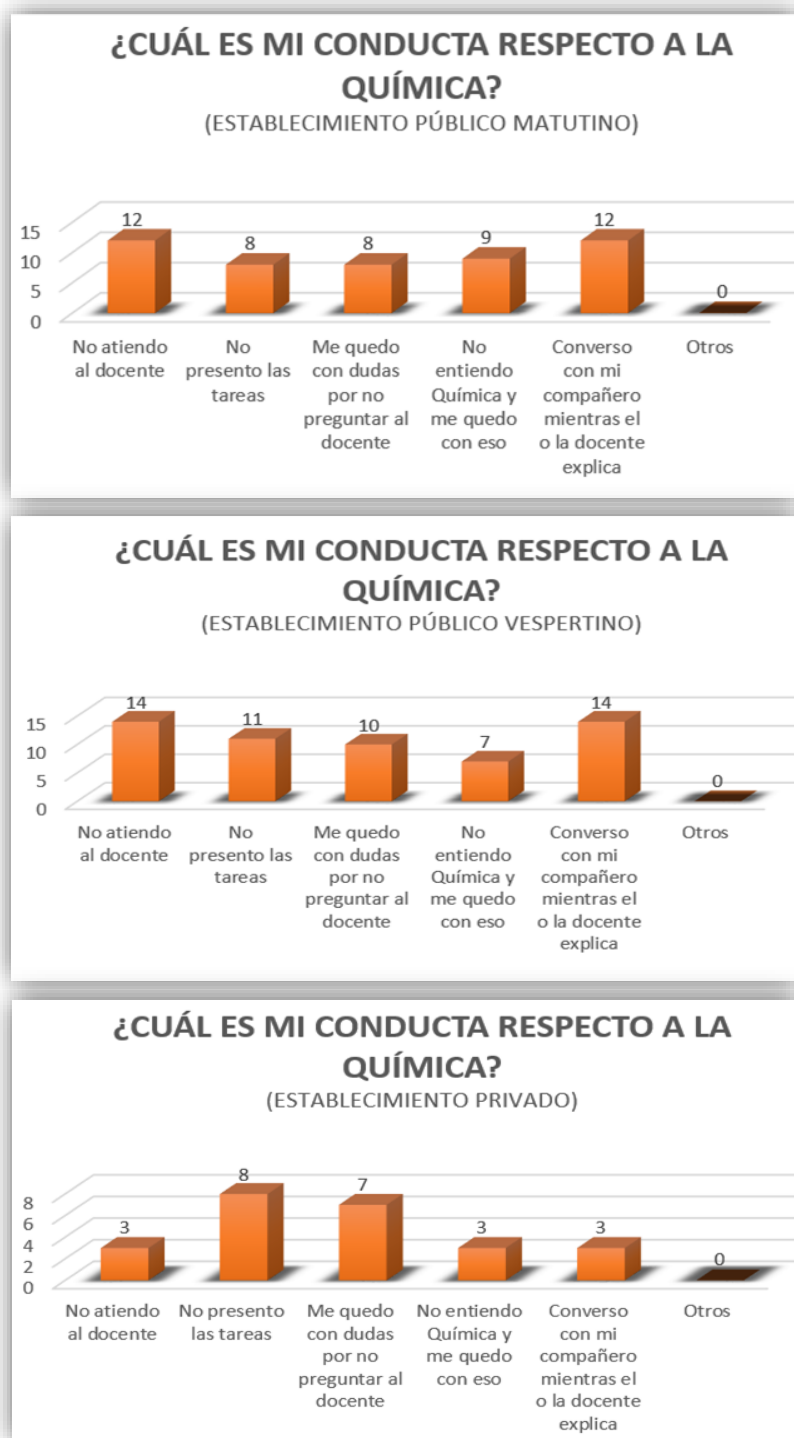 ¿CUÁL ES MI CONDUCTA RESPECTO A LA
QUÍMICA?
(ESTABLECIMIENTO PÚBLICO MATUTINO)
12
8
8
9
12
0
15
10
5
0
No atiendo
al docente
No
presento las
tareas
Me quedo
con dudas
por no
preguntar al
docente
No
entiendo
Química y
me quedo
con eso
Converso
con mi
compañero
mientras el
o la docente
explica
Otros
¿CUÁL ES MI CONDUCTA RESPECTO A LA
QUÍMICA?
(ESTABLECIMIENTO PÚBLICO VESPERTINO)
14
11
10
7
14
0
15
10
5
0
No atiendo
al docente
No
presento las
tareas
Me quedo
con dudas
por no
preguntar al
docente
No
entiendo
Química y
me quedo
con eso
Converso
con mi
compañero
mientras el
o la docente
explica
Otros
¿CUÁL ES MI CONDUCTA RESPECTO A LA
QUÍMICA?
(ESTABLECIMIENTO PRIVADO)
3
8
7
3
3
0
8
6
4
2
0
No atiendo
al docente
No presento
las tareas
Me quedo
con dudas
por no
preguntar al
docente
No entiendo
Química y
me quedo
con eso
Converso
con mi
compañero
mientras el
o la docente
explica
Otros